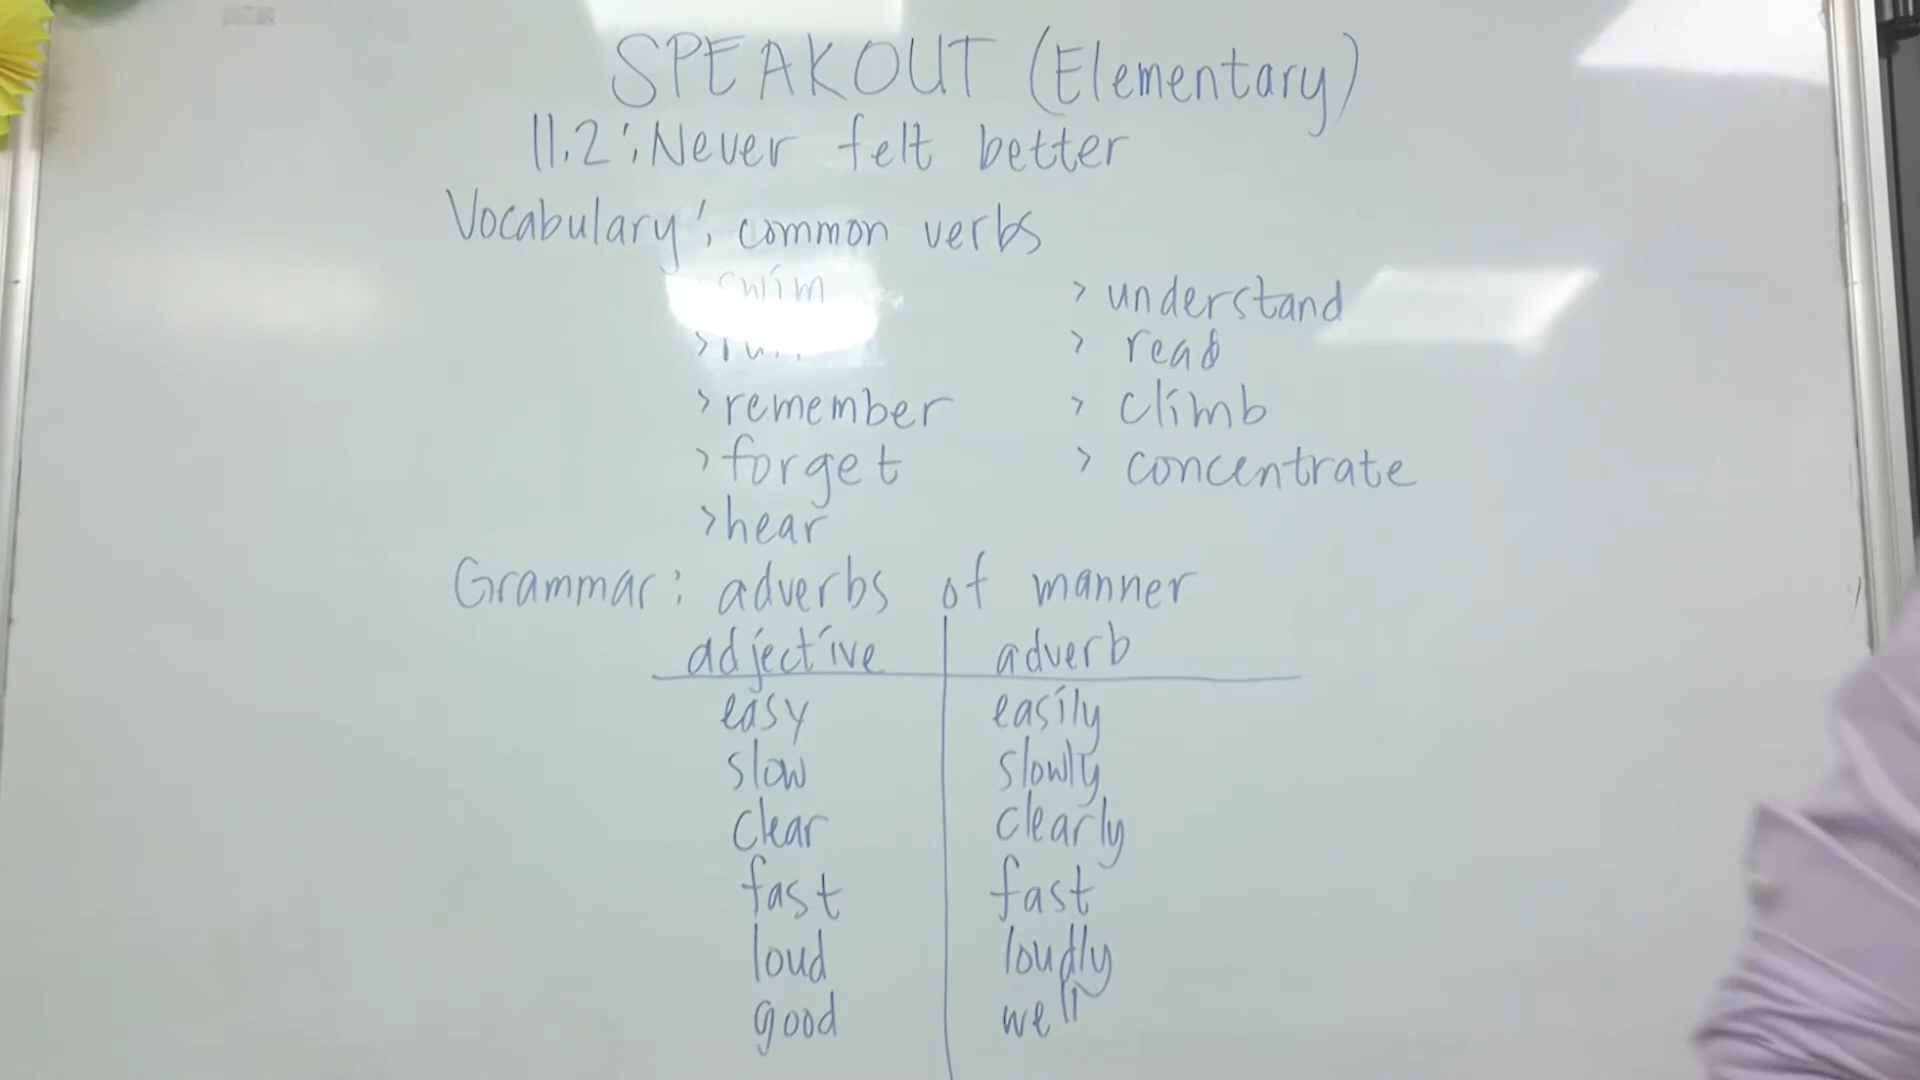 SPEAKOUT (Elementary)
11.2: Never felt better
Vocabulary: common verbs
swim
> remember
> forget
> hear
> understand
> read
> climb
> concentrate
Grammar: adverbs of manner
adjective adverb
easy easily
slow slowly
clear clearly
fast fast
loud loudly
good well